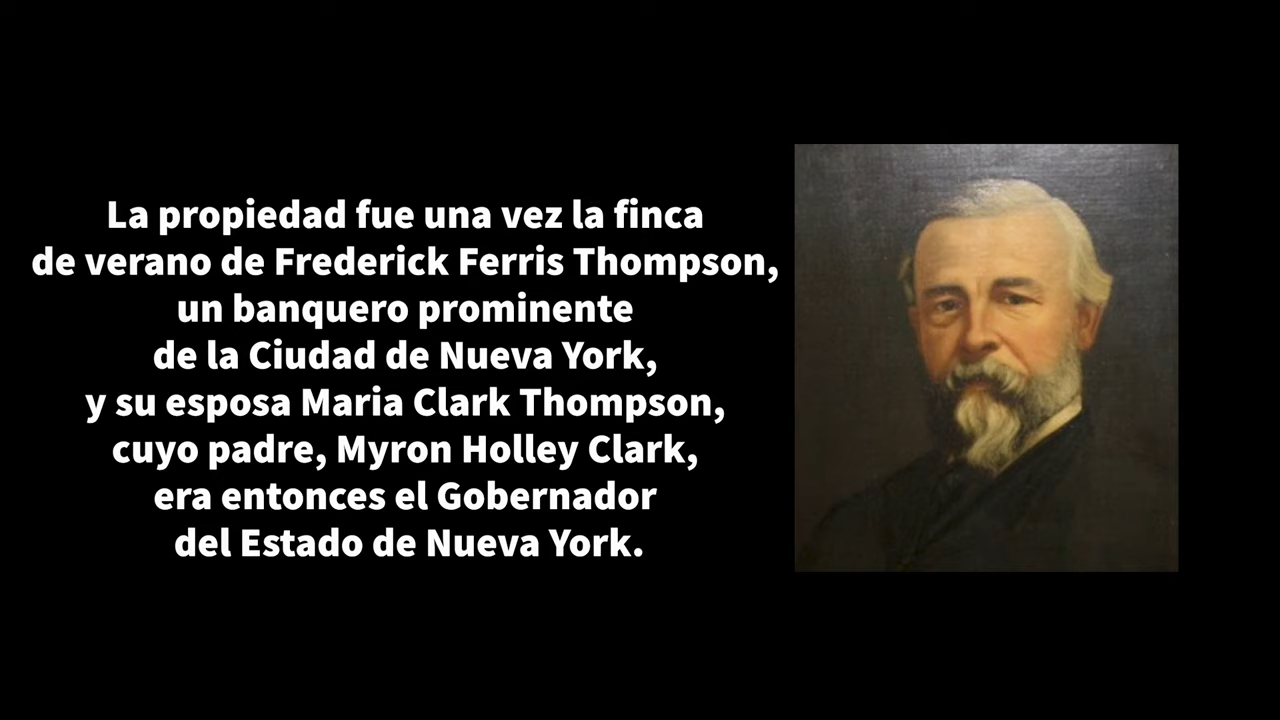 La propiedad fue una vez la finca
de verano de Frederick Ferris Thompson,
un banquero prominente
de la Ciudad de Nueva York,
y su esposa Maria Clark Thompson,
cuyo padre, Myron Holley Clark,
era entonces el Gobernador
del Estado de Nueva York.